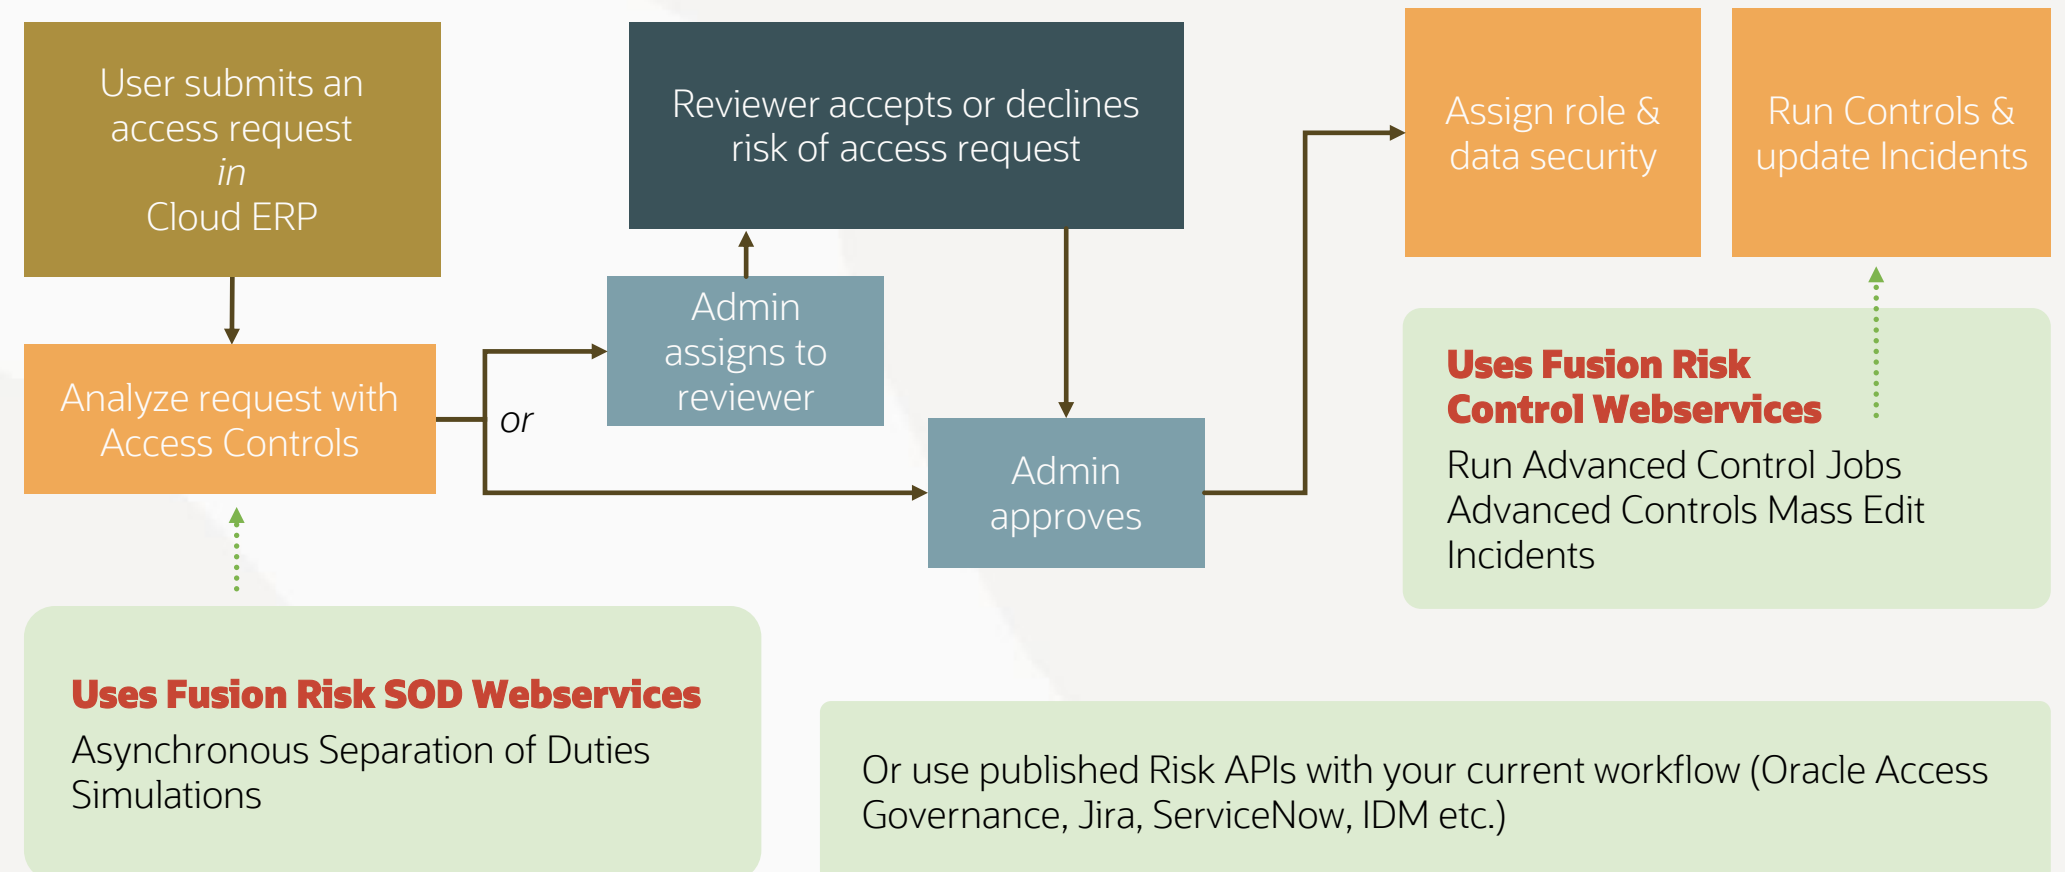 User submits an
access request
in
Cloud ERP
Analyze request with
Access Controls
or
Admin
assigns to
reviewer
Reviewer accepts or declines
risk of access request
Admin
approves
Assign role &
data security
Run Controls &
update Incidents
Uses Fusion Risk
Control Webservices
Run Advanced Control Jobs
Advanced Controls Mass Edit
Incidents
Uses Fusion Risk SOD Webservices
Asynchronous Separation of Duties
Simulations
Or use published Risk APIs with your current workflow (Oracle Access
Governance, Jira, ServiceNow, IDM etc.)